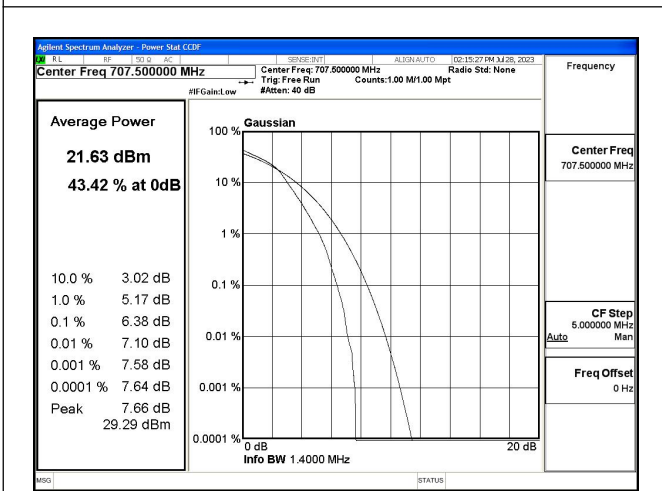 Agilent Spectrum Analyzer - Power Stat CCDF
RL RF 50 Ω AC SENSE:INT ALIGN AUTO 02:15:27 PM Jul 28, 2023
Center Freq 707.500000 MHz
Center Freq: 707.500000 MHz Radio Std: None
Trig: Free Run Counts:1.00 M/1.00 Mpt
#IFGain:Low #Atten: 40 dB
Frequency
Average Power
21.63 dBm
43.42 % at 0dB
10.0 % 3.02 dB
1.0 % 5.17 dB
0.1 % 6.38 dB
0.01 % 7.10 dB
0.001 % 7.58 dB
0.0001 % 7.64 dB
Peak 7.66 dB
29.29 dBm
Gaussian
100 %
10 %
1 %
0.1 %
0.01 %
0.001 %
0.0001 %
0 dB 20 dB
Info BW 1.4000 MHz
Center Freq
707.500000 MHz
CF Step
5.000000 MHz
Auto Man
Freq Offset
0 Hz
MSG STATUS